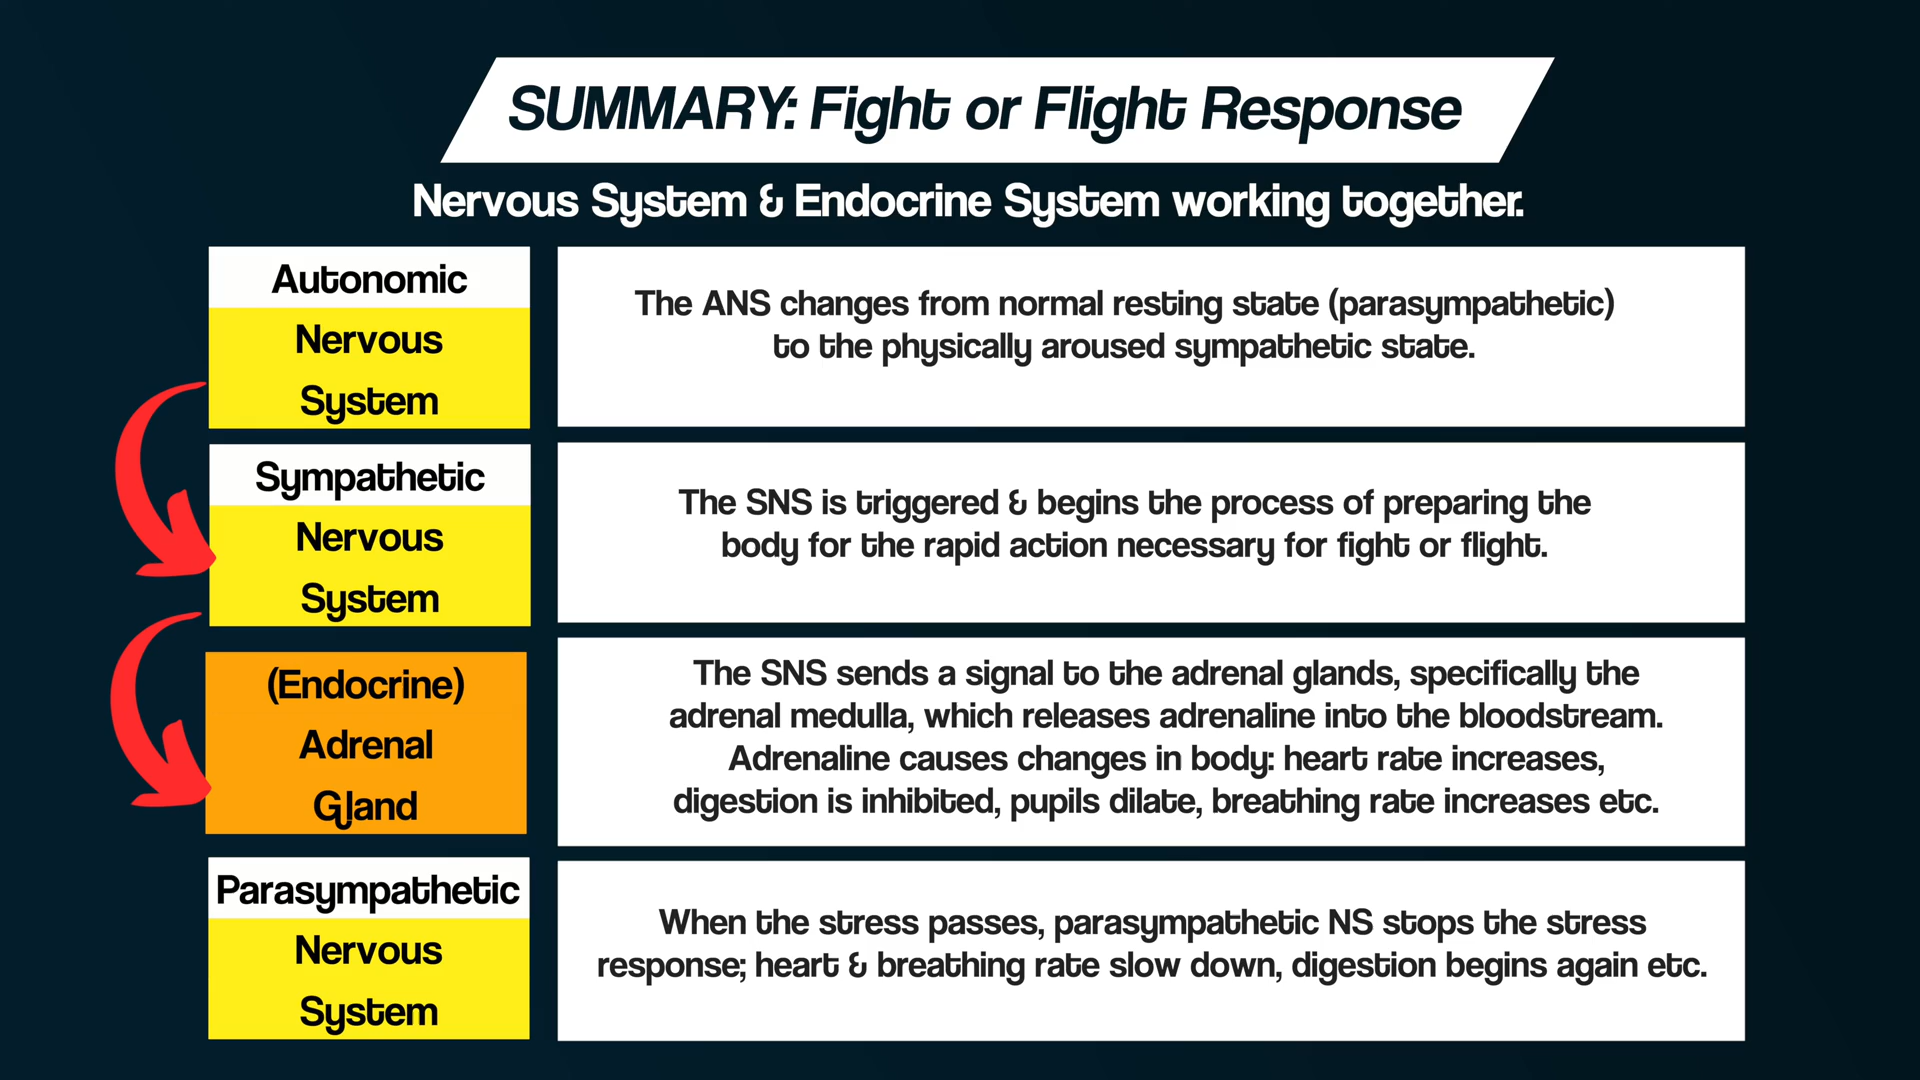 SUMMARY: Fight or Flight Response
Nervous System & Endocrine System working together.
Autonomic
Nervous
System
The ANS changes from normal resting state (parasympathetic)
to the physically aroused sympathetic state.
Sympathetic
Nervous
System
The SNS is triggered & begins the process of preparing the
body for the rapid action necessary for fight or flight.
(Endocrine)
Adrenal
Gland
The SNS sends a signal to the adrenal glands, specifically the
adrenal medulla, which releases adrenaline into the bloodstream.
Adrenaline causes changes in body: heart rate increases,
digestion is inhibited, pupils dilate, breathing rate increases etc.
Parasympathetic
Nervous
System
When the stress passes, parasympathetic NS stops the stress
response; heart & breathing rate slow down, digestion begins again etc.